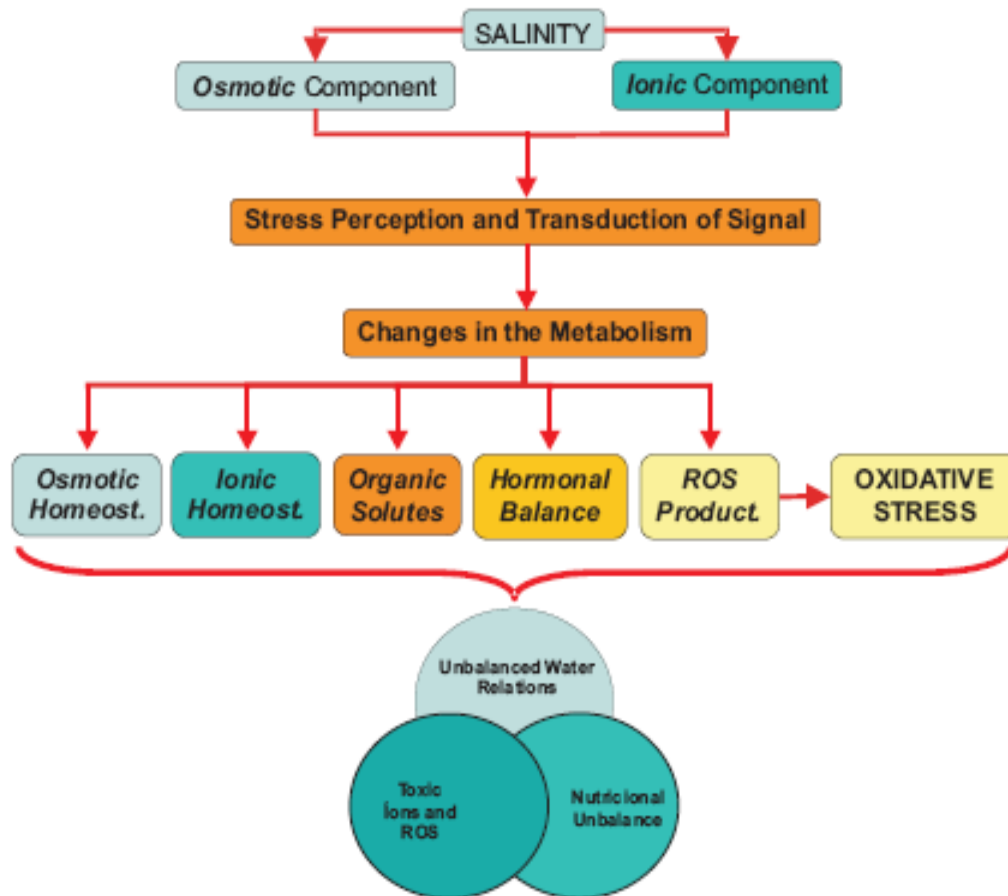 SALINITY
Osmotic Component
Ionic Component
Stress Perception and Transduction of Signal
Changes in the Metabolism
Osmotic
Homeost.
Ionic
Homeost.
Organic
Solutes
Hormonal
Balance
ROS
Product.
OXIDATIVE
STRESS
Unbalanced Water
Relations
Toxic
Íons and
ROS
Nutricional
Unbalance